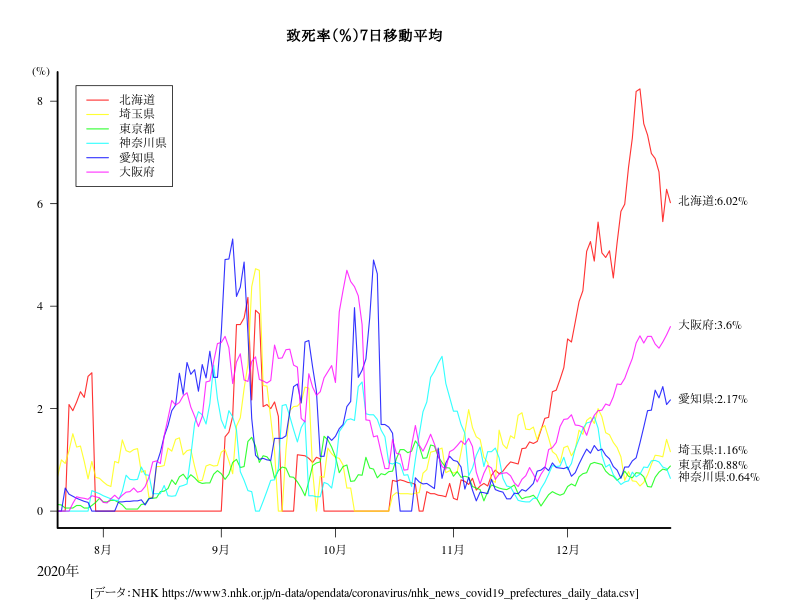 致死率(%)7日移動平均
(%)
8
6
4
2
0
北海道
埼玉県
東京都
神奈川県
愛知県
大阪府
北海道:6.02%
大阪府:3.6%
愛知県:2.17%
埼玉県:1.16%
東京都:0.88%
神奈川県:0.64%
8月 9月 10月 11月 12月
2020年
[データ:NHK https://www3.nhk.or.jp/n-data/opendata/coronavirus/nhk_news_covid19_prefectures_daily_data.csv]